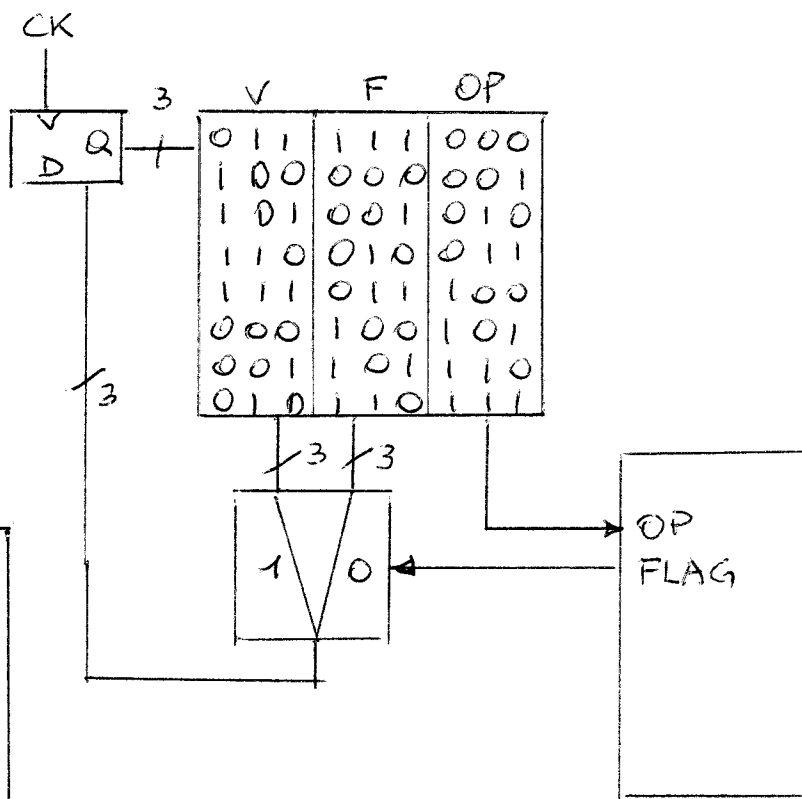 CK
3
V F OP
D Q
0 1 1 1 1 1 0 0 0
1 0 0 0 0 0 0 0 1
1 0 1 0 0 1 0 1 0
1 1 0 0 1 0 0 1 1
1 1 1 0 1 1 1 0 0
0 0 0 1 0 0 1 0 1
0 0 1 1 0 1 1 1 0
0 1 0 1 1 0 1 1 1
3
3 3
1 0
OP
FLAG